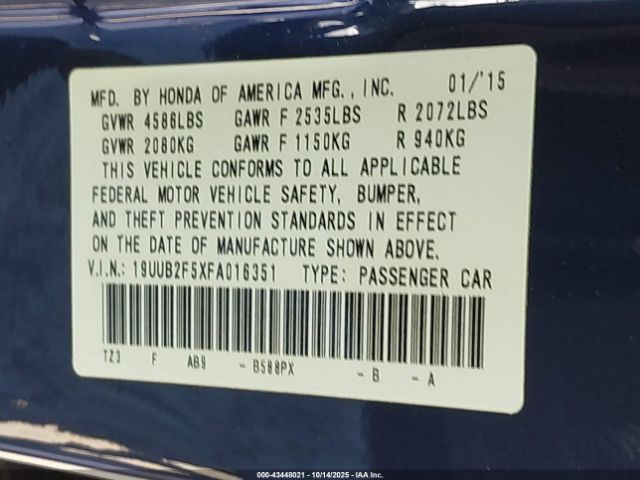 MFD. BY HONDA OF AMERICA MFG., INC. 01/'15
GVWR 4586LBS GAWR F 2535LBS R 2072LBS
GVWR 2080KG GAWR F 1150KG R 940KG
THIS VEHICLE CONFORMS TO ALL APPLICABLE
FEDERAL MOTOR VEHICLE SAFETY, BUMPER,
AND THEFT PREVENTION STANDARDS IN EFFECT
ON THE DATE OF MANUFACTURE SHOWN ABOVE.
V.I.N.: 19UUB2F5XFA016351 TYPE: PASSENGER CAR
TZ3 F AB9 - B588PX - B - A
000-43448021 - 10/14/2025 - IAA Inc.